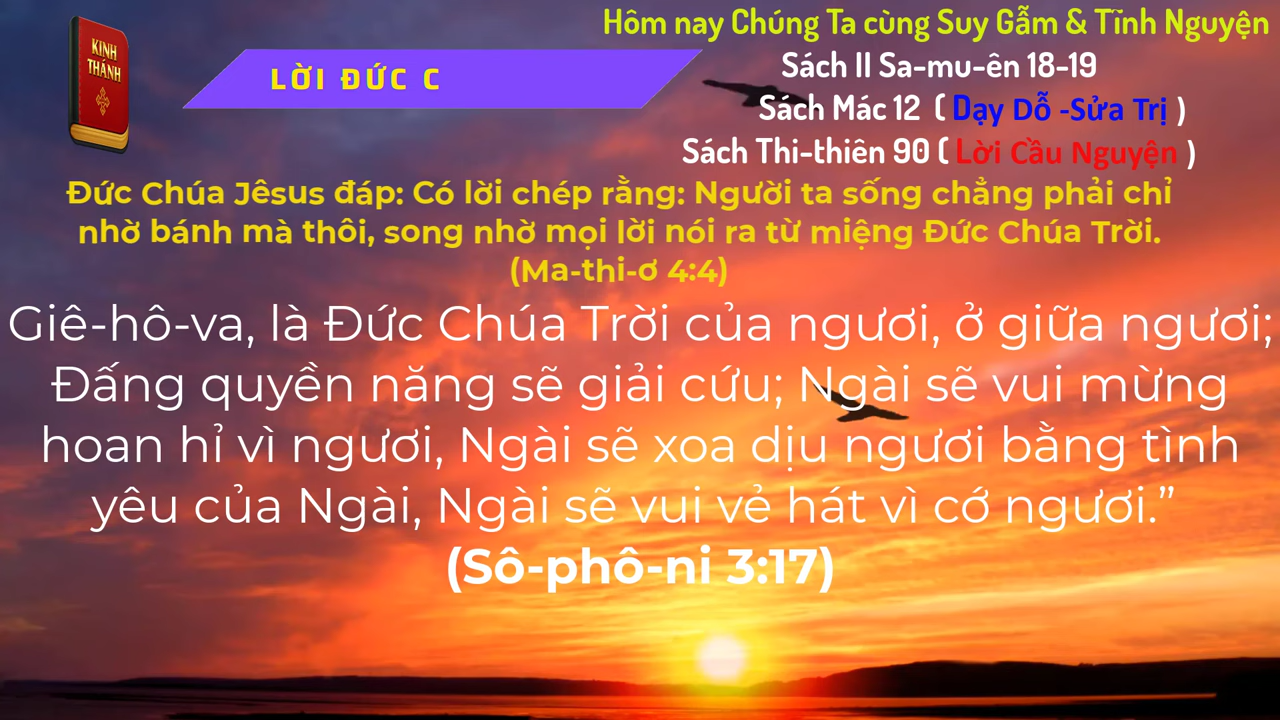 KINH
THÁNH
LỜI ĐỨC C
Hôm nay Chúng Ta cùng Suy Gẫm & Tĩnh Nguyện
Sách II Sa-mu-ên 18-19
Sách Mác 12 ( Dạy Dỗ -Sửa Trị )
Sách Thi-thiên 90 ( Lời Cầu Nguyện )
Đức Chúa Jêsus đáp: Có lời chép rằng: Người ta sống chẳng phải chỉ
nhờ bánh mà thôi, song nhờ mọi lời nói ra từ miệng Đức Chúa Trời.
(Ma-thi-ơ 4:4)
Giê-hô-va, là Đức Chúa Trời của ngươi, ở giữa ngươi;
Đấng quyền năng sẽ giải cứu; Ngài sẽ vui mừng
hoan hỉ vì ngươi, Ngài sẽ xoa dịu ngươi bằng tình
yêu của Ngài, Ngài sẽ vui vẻ hát vì cớ ngươi.”
(Sô-phô-ni 3:17)